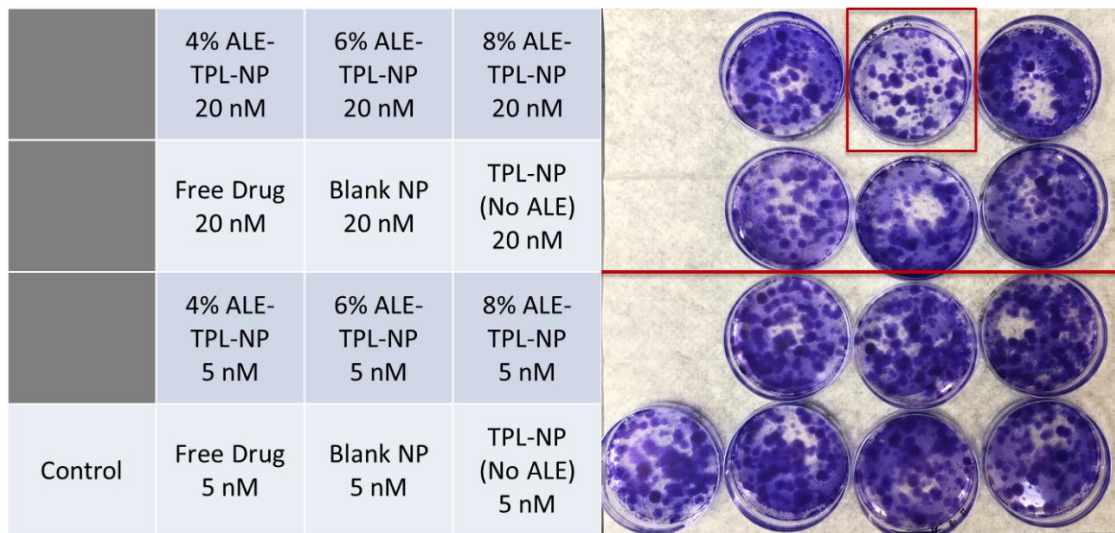 4% ALE-
TPL-NP
20 nM
6% ALE-
TPL-NP
20 nM
8% ALE-
TPL-NP
20 nM
Free Drug
20 nM
Blank NP
20 nM
TPL-NP
(No ALE)
20 nM
4% ALE-
TPL-NP
5 nM
6% ALE-
TPL-NP
5 nM
8% ALE-
TPL-NP
5 nM
Control
Free Drug
5 nM
Blank NP
5 nM
TPL-NP
(No ALE)
5 nM